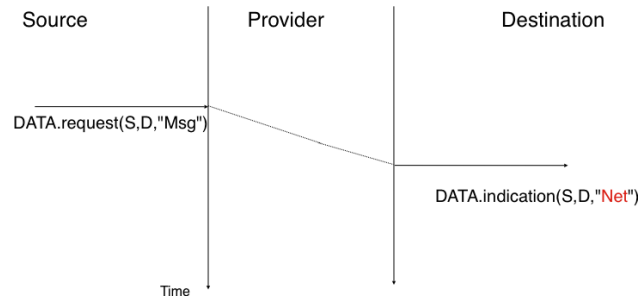 Source Provider Destination
DATA.request(S,D,"Msg")
DATA.indication(S,D,"Net")
Time